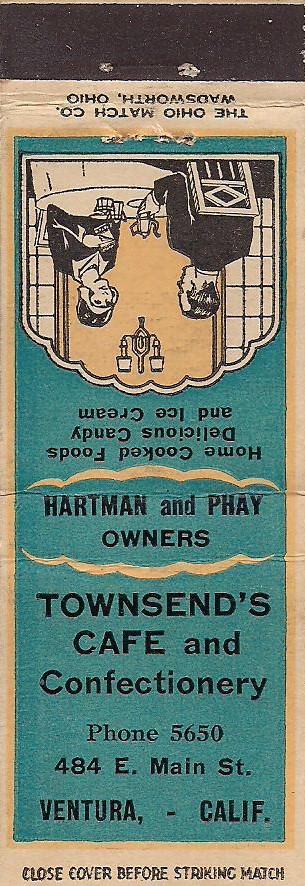 THE OHIO MATCH CO.
WADSWORTH, OHIO
Home Cooked Foods
Delicious Candy
and Ice Cream
HARTMAN and PHAY
OWNERS
TOWNSEND'S
CAFE and
Confectionery
Phone 5650
484 E. Main St.
VENTURA, - CALIF.
CLOSE COVER BEFORE STRIKING MATCH